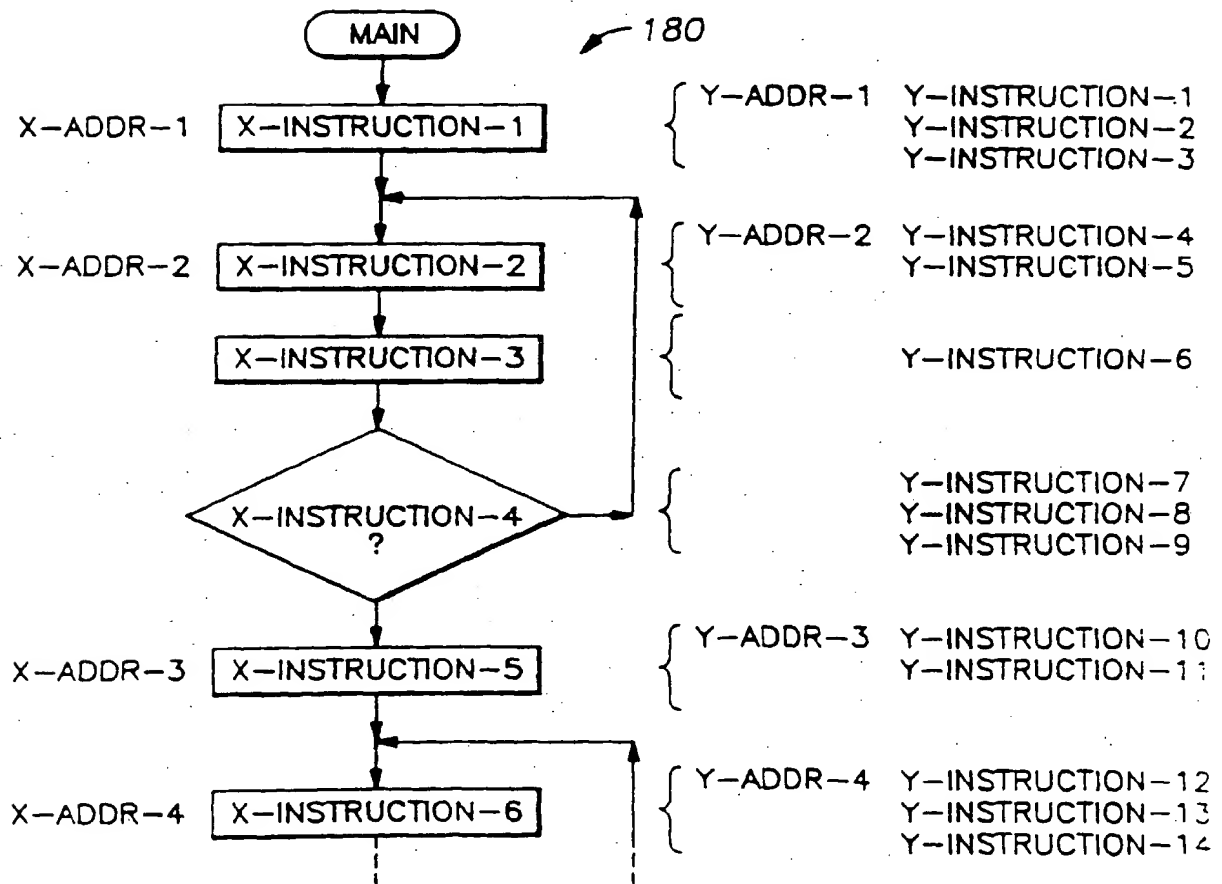 MAIN
180
X-ADDR-1 X-INSTRUCTION-1 Y-ADDR-1 Y-INSTRUCTION-1
Y-INSTRUCTION-2
Y-INSTRUCTION-3
X-ADDR-2 X-INSTRUCTION-2 Y-ADDR-2 Y-INSTRUCTION-4
Y-INSTRUCTION-5
X-INSTRUCTION-3 Y-INSTRUCTION-6
X-INSTRUCTION-4
?
Y-INSTRUCTION-7
Y-INSTRUCTION-8
Y-INSTRUCTION-9
X-ADDR-3 X-INSTRUCTION-5 Y-ADDR-3 Y-INSTRUCTION-10
Y-INSTRUCTION-11
X-ADDR-4 X-INSTRUCTION-6 Y-ADDR-4 Y-INSTRUCTION-12
Y-INSTRUCTION-13
Y-INSTRUCTION-14